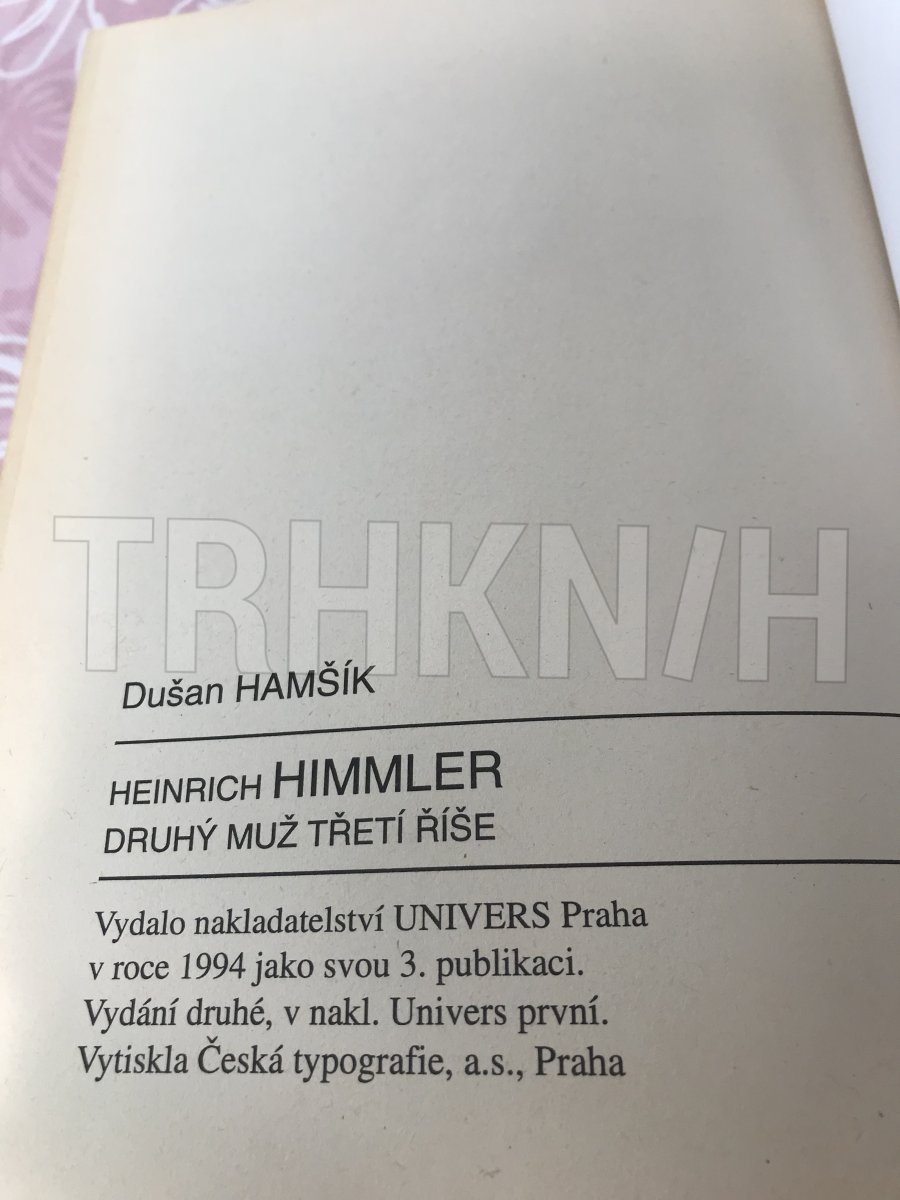 TRHKNIH
Dušan HAMŠÍK
HEINRICH HIMMLER
DRUHÝ MUŽ TŘETÍ ŘÍŠE
Vydalo nakladatelství UNIVERS Praha
v roce 1994 jako svou 3. publikaci.
Vydání druhé, v nakl. Univers první.
Vytiskla Česká typografie, a.s., Praha